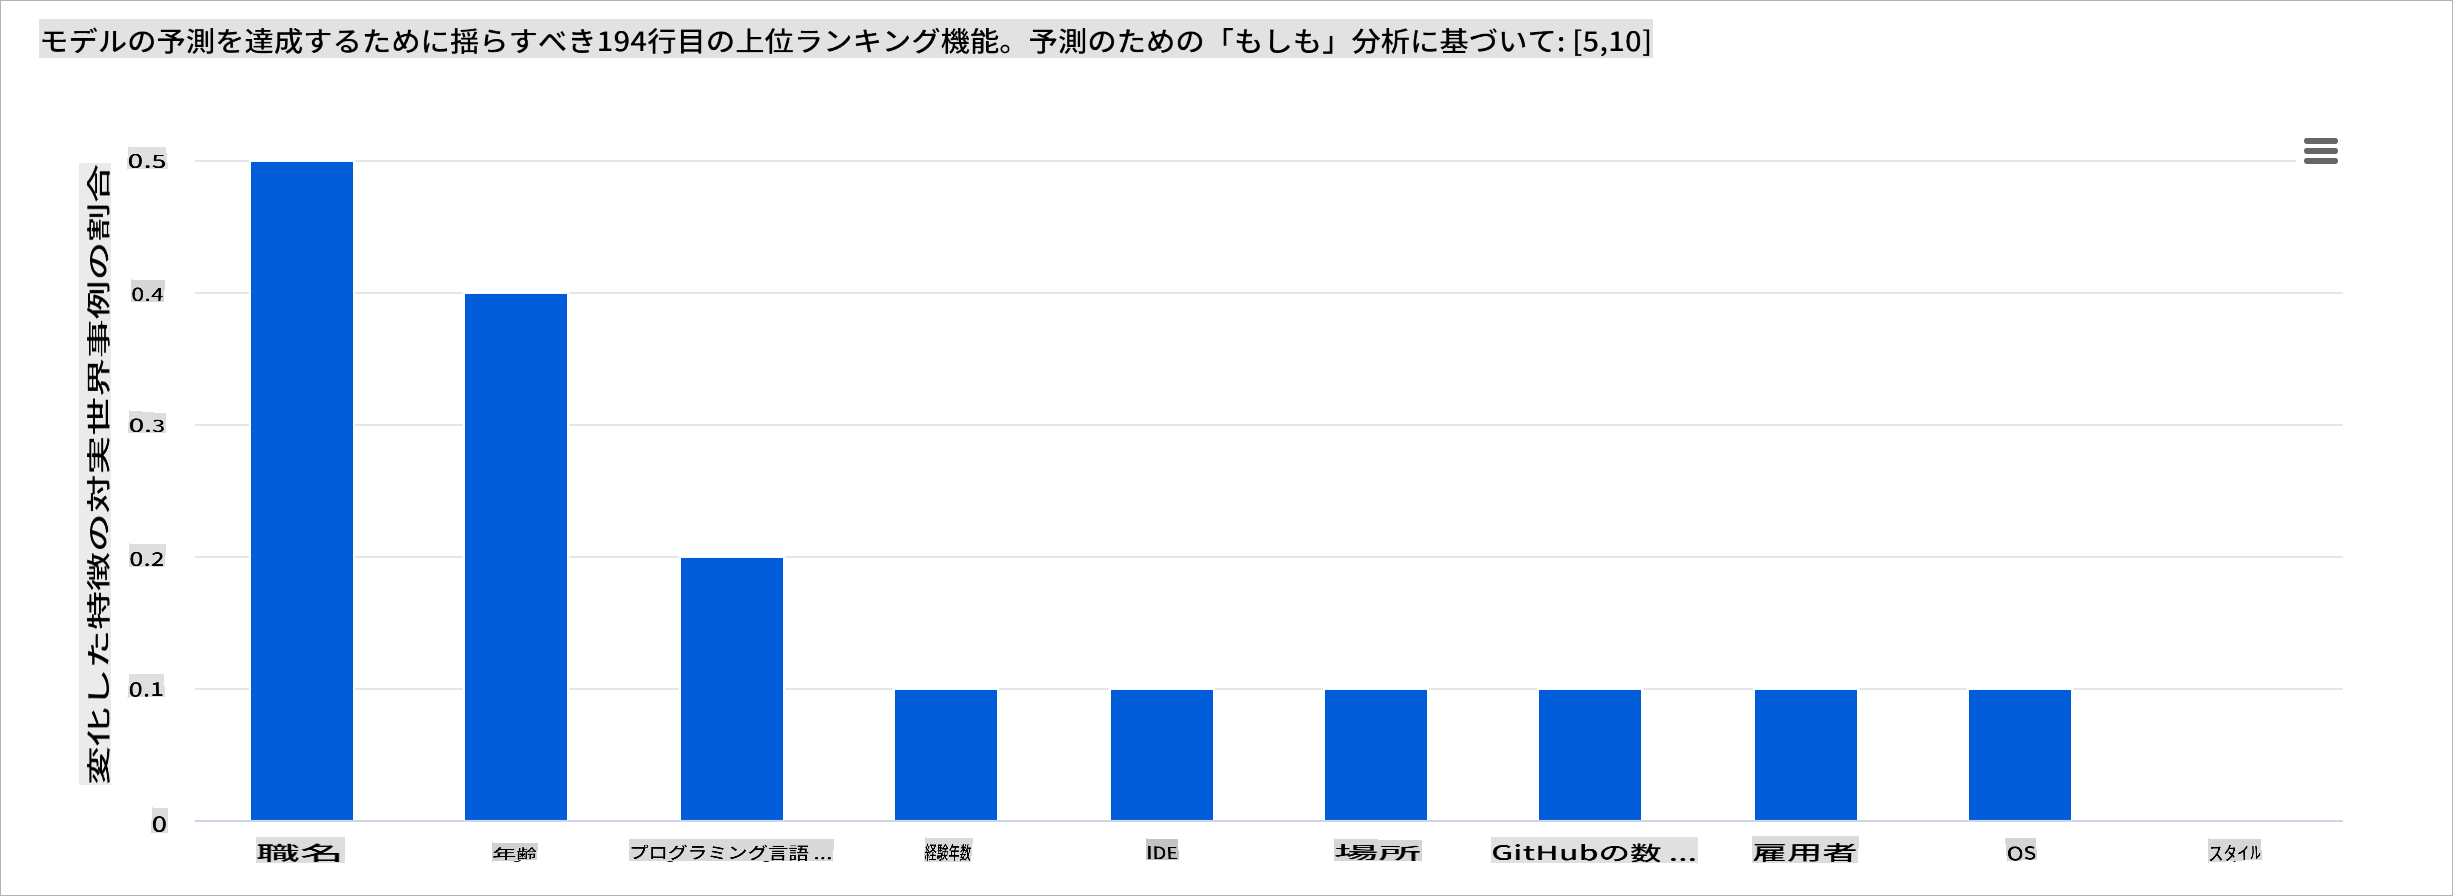 モデルの予測を達成するために揺らすべき194行目の上位ランキング機能。予測のための「もしも」分析に基づいて: [5,10]
変化した特徴の対実世界事例の割合
0.5
0.4
0.3
0.2
0.1
0
職名
年齢
プログラミング言語 ...
経験年数
IDE
場所
GitHubの数 ...
雇用者
OS
スタイル